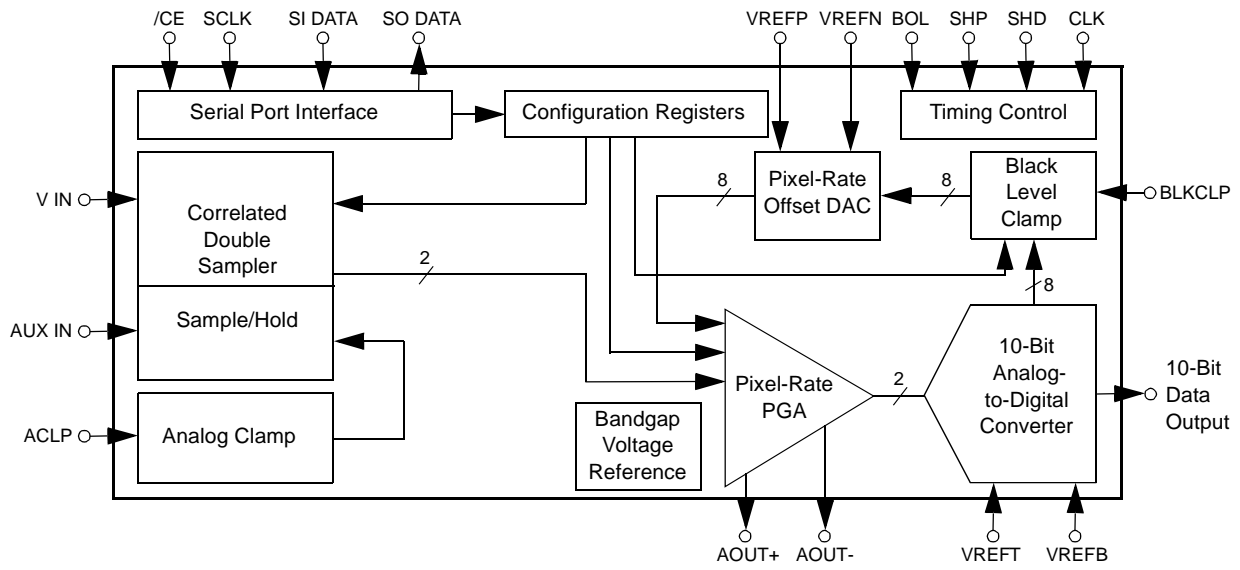 /CE SCLK SI DATA SO DATA VREFP VREFN BOL SHP SHD CLK
Serial Port Interface
Configuration Registers
Timing Control
V IN
Correlated
Double
Sampler
2
8
Pixel-Rate
Offset DAC
8
Black
Level
Clamp
BLKCLP
8
AUX IN
Sample/Hold
Pixel-Rate
PGA
2
10-Bit
Analog-
to-Digital
Converter
10-Bit
Data
Output
ACLP
Analog Clamp
Bandgap
Voltage
Reference
AOUT+ AOUT- VREFT VREFB